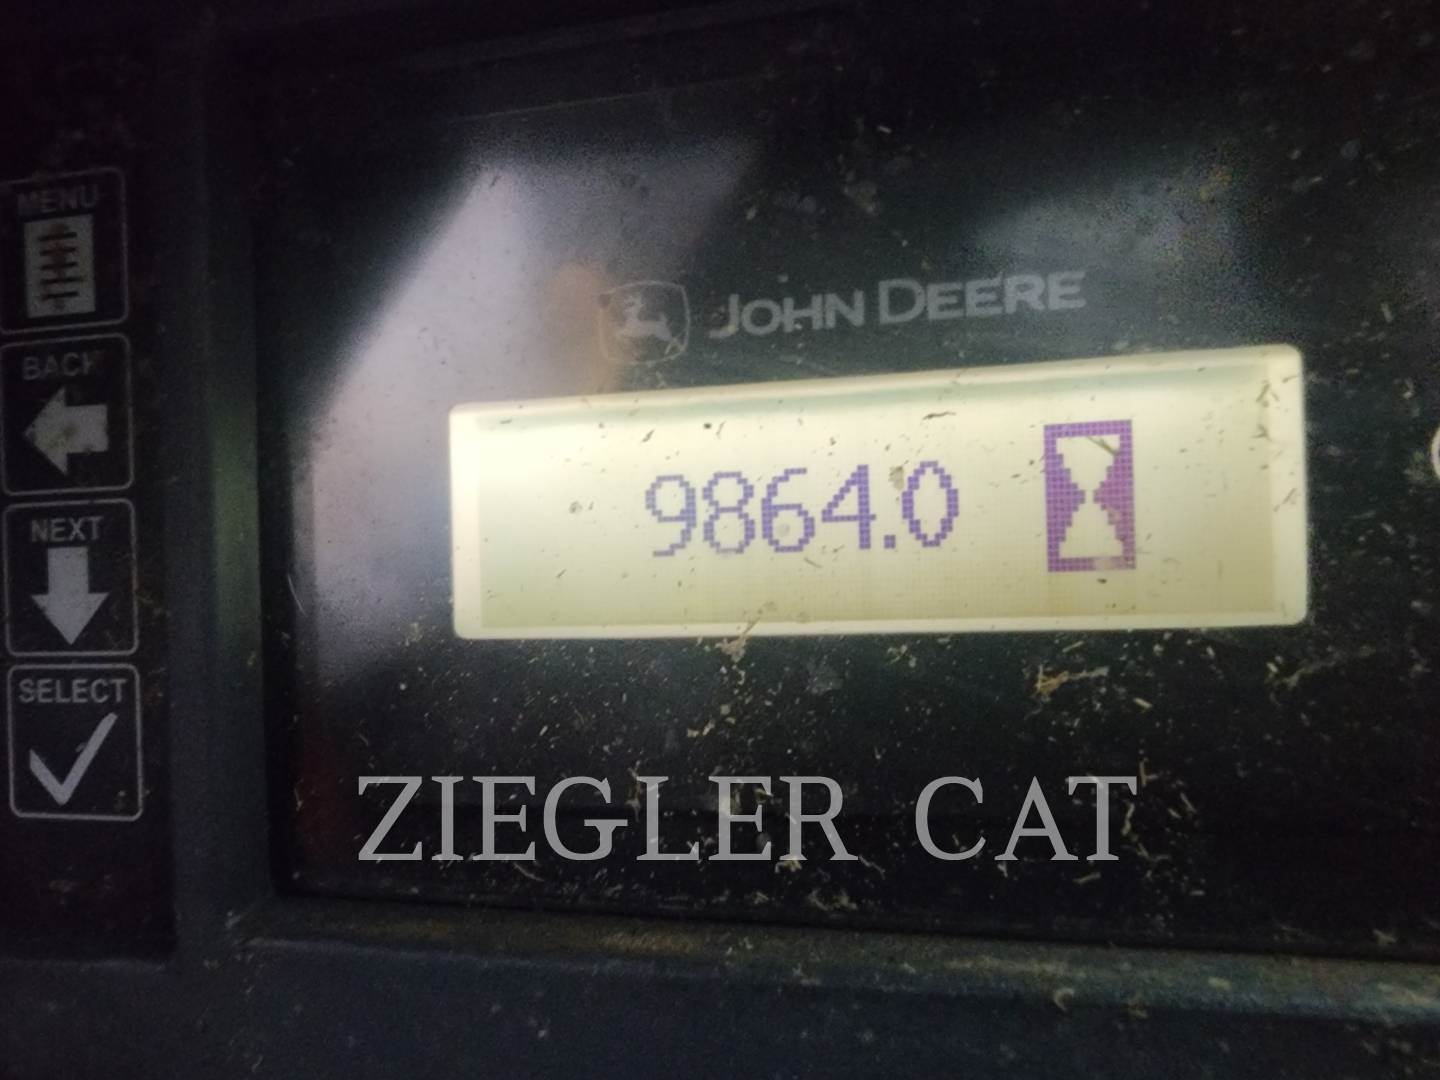 MENU
BACK
NEXT
SELECT
JOHN DEERE
9864.0
ZIEGLER CAT